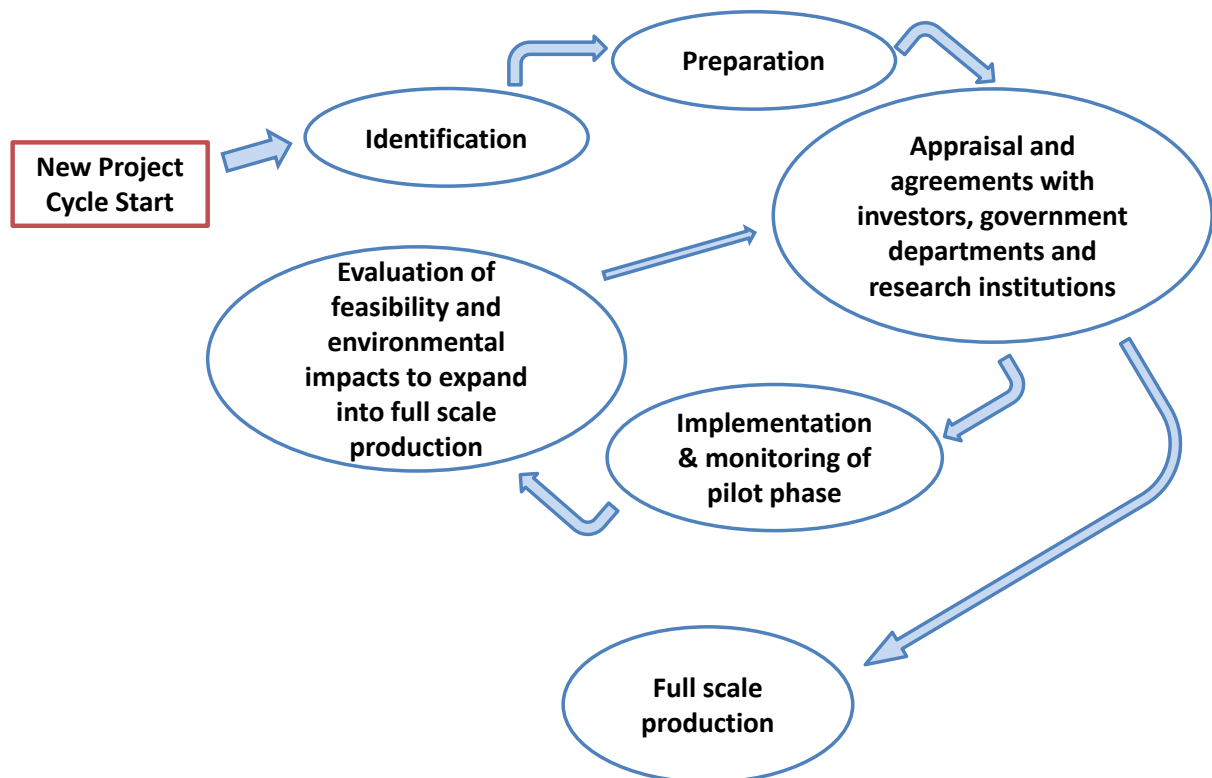 New Project
Cycle Start
Identification
Preparation
Appraisal and
agreements with
investors, government
departments and
research institutions
Implementation
& monitoring of
pilot phase
Evaluation of
feasibility and
environmental
impacts to expand
into full scale
production
Full scale
production